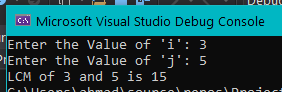 Microsoft Visual Studio Debug Console
Enter the Value of 'i': 3
Enter the Value of 'j': 5
LCM of 3 and 5 is 15